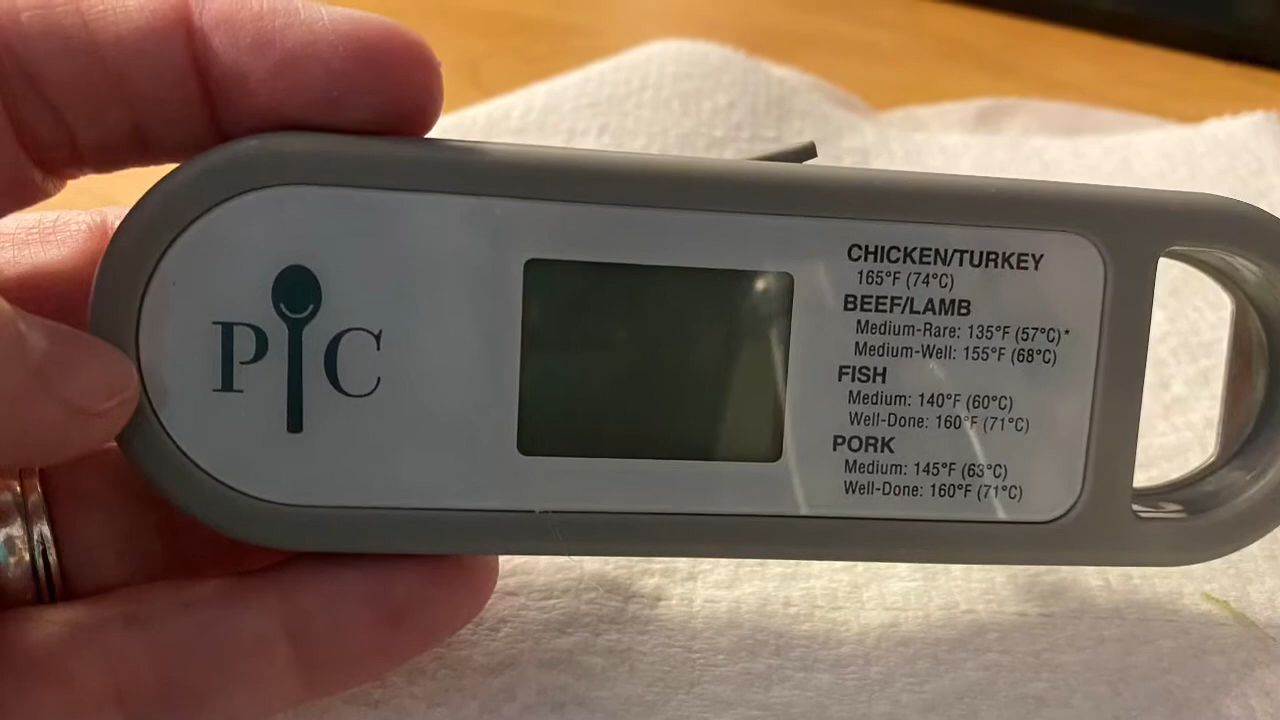 P C
CHICKEN/TURKEY
165°F (74°C)
BEEF/LAMB
Medium-Rare: 135°F (57°C)*
Medium-Well: 155°F (68°C)
FISH
Medium: 140°F (60°C)
Well-Done: 160°F (71°C)
PORK
Medium: 145°F (63°C)
Well-Done: 160°F (71°C)